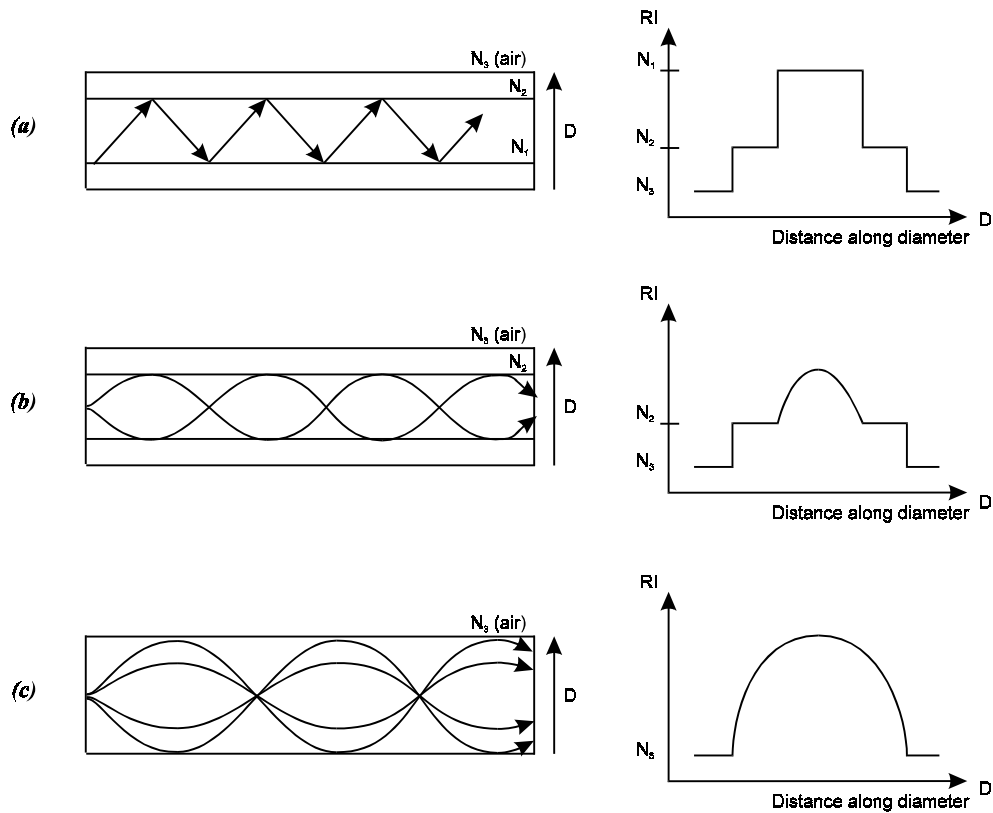 N₃ (air)
N₂
(a)
D
N₁
RI
N₁
N₂
N₃
D
Distance along diameter
N₃ (air)
N₂
(b)
D
RI
N₂
N₃
D
Distance along diameter
N₃ (air)
(c)
D
RI
N₃
D
Distance along diameter